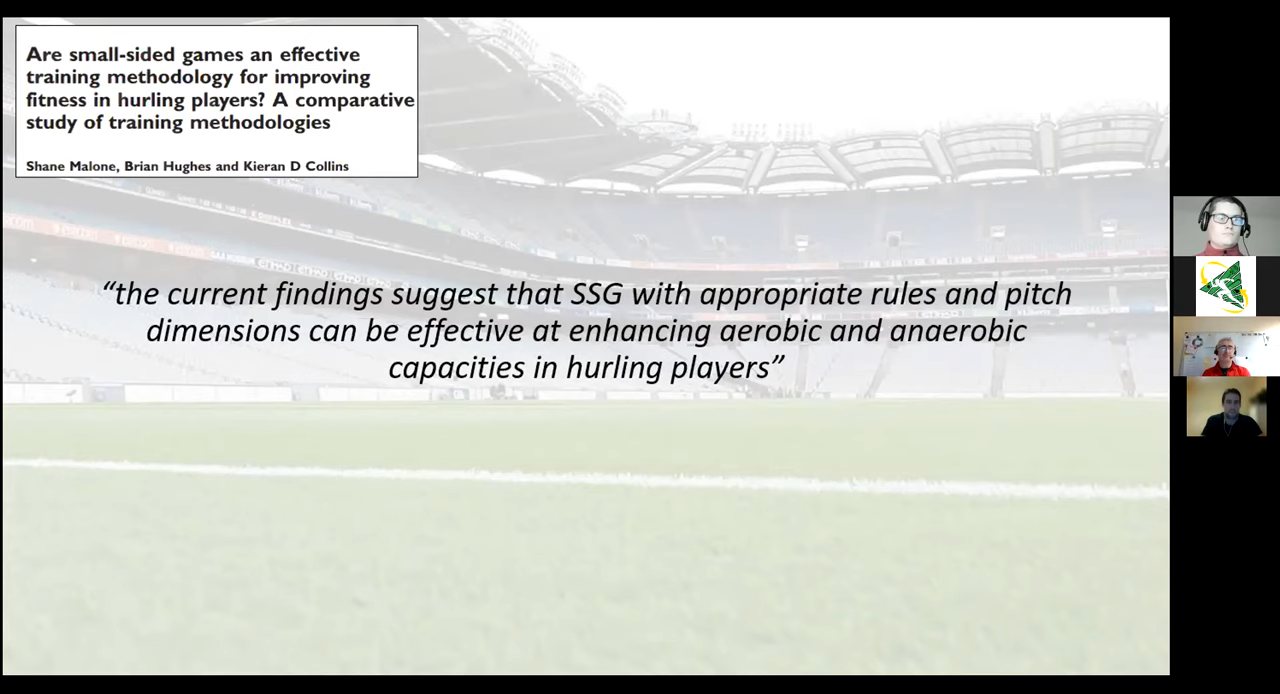 Are small-sided games an effective
training methodology for improving
fitness in hurling players? A comparative
study of training methodologies
Shane Malone, Brian Hughes and Kieran D Collins
“the current findings suggest that SSG with appropriate rules and pitch
dimensions can be effective at enhancing aerobic and anaerobic
capacities in hurling players”